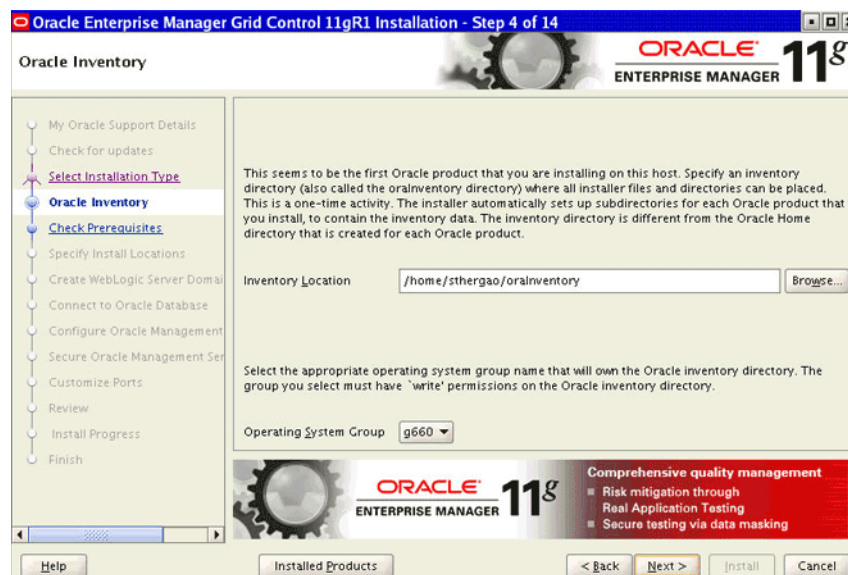 Oracle Enterprise Manager Grid Control 11gR1 Installation - Step 4 of 14
Oracle Inventory
ORACLE
ENTERPRISE MANAGER
11g
My Oracle Support Details
Check for updates
Select Installation Type
Oracle Inventory
Check Prerequisites
Specify Install Locations
Create WebLogic Server Domai
Connect to Oracle Database
Configure Oracle Management
Secure Oracle Management Ser
Customize Ports
Review
Install Progress
Finish
This seems to be the first Oracle product that you are installing on this host. Specify an inventory
directory (also called the oraInventory directory) where all installer files and directories can be placed.
This is a one-time activity. The installer automatically sets up subdirectories for each Oracle product that
you install, to contain the inventory data. The inventory directory is different from the Oracle Home
directory that is created for each Oracle product.
Inventory Location /home/sthergao/oraInventory Browse...
Select the appropriate operating system group name that will own the Oracle inventory directory. The
group you select must have `write' permissions on the Oracle inventory directory.
Operating System Group g660
ORACLE
ENTERPRISE MANAGER
11g
Comprehensive quality management
Risk mitigation through
Real Application Testing
Secure testing via data masking
Help Installed Products < Back Next > Install Cancel